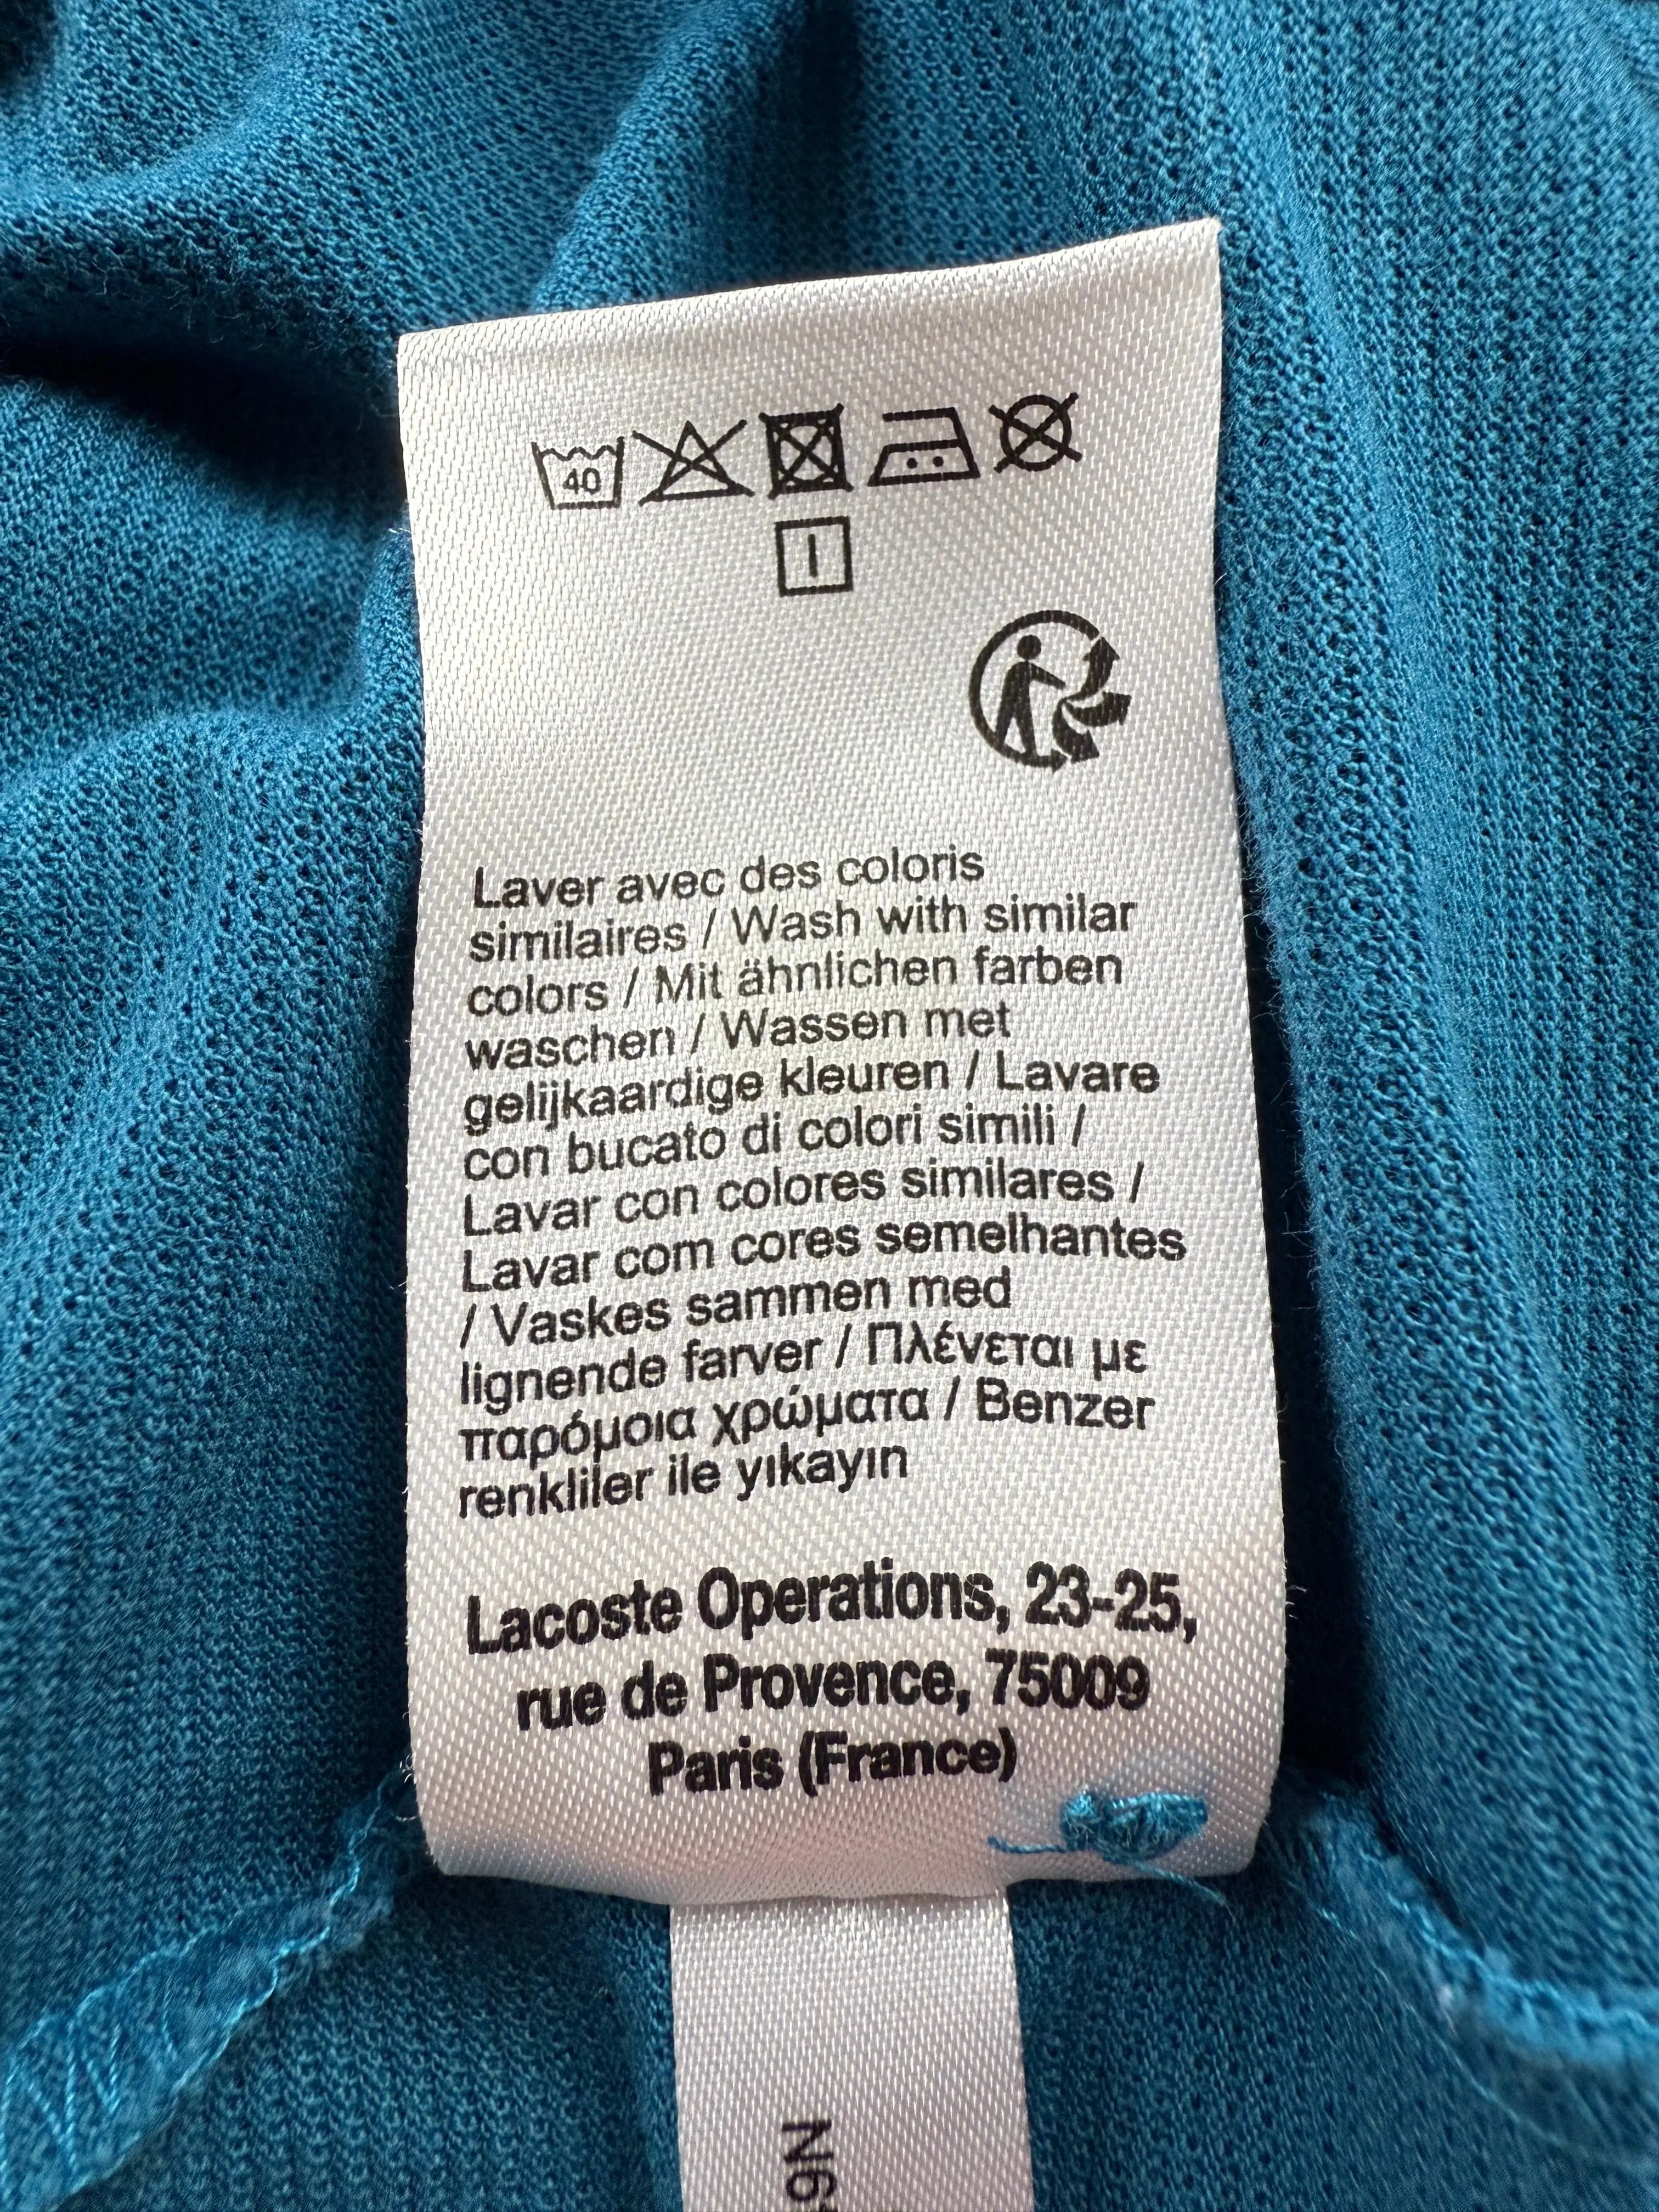 40
Laver avec des coloris
similaires / Wash with similar
colors / Mit ähnlichen farben
waschen / Wassen met
gelijkaardige kleuren / Lavare
con bucato di colori simili /
Lavar con colores similares /
Lavar com cores semelhantes
/ Vaskes sammen med
lignende farver / Πλένεται με
παρόμοια χρώματα / Benzer
renkliler ile yıkayın
Lacoste Operations, 23-25,
rue de Provence, 75009
Paris (France)